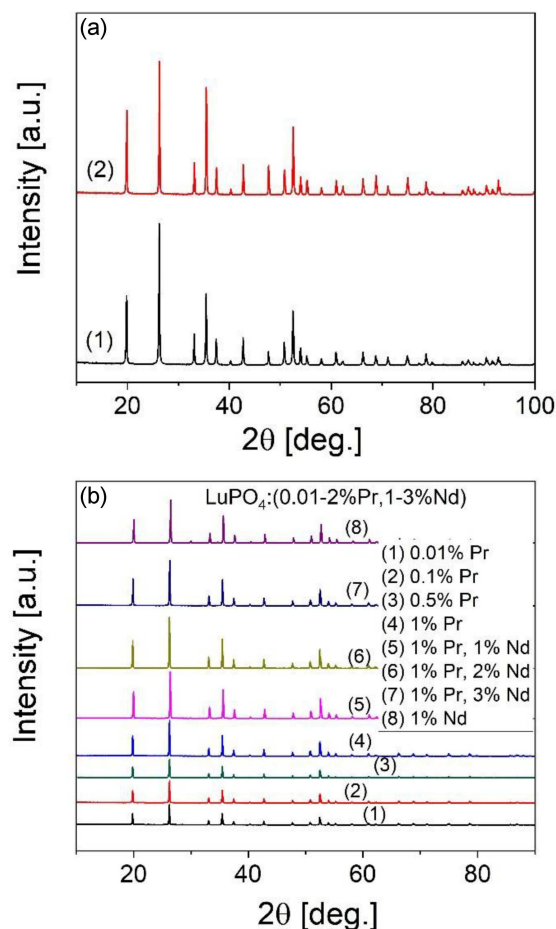 (a)
Intensity [a.u.]
(2)
(1)
20 40 60 80 100
2θ [deg.]
(b)
LuPO₄:(0.01-2%Pr,1-3%Nd)
Intensity [a.u.]
(8)
(7)
(6)
(5)
(4)
(3)
(2)
(1)
(1) 0.01% Pr
(2) 0.1% Pr
(3) 0.5% Pr
(4) 1% Pr
(5) 1% Pr, 1% Nd
(6) 1% Pr, 2% Nd
(7) 1% Pr, 3% Nd
(8) 1% Nd
20 40 60 80
2θ [deg.]